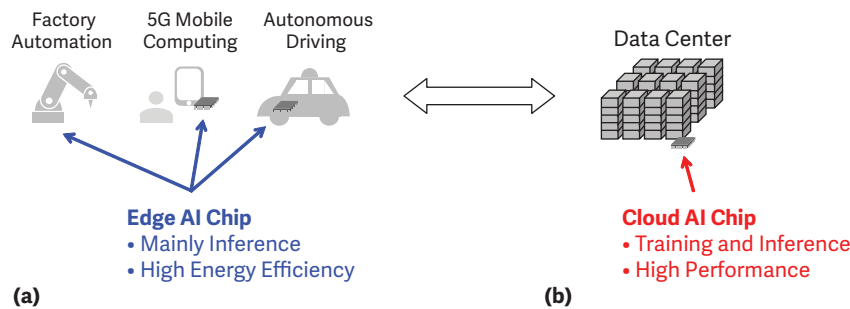 Factory
Automation
5G Mobile
Computing
Autonomous
Driving
Edge AI Chip
• Mainly Inference
• High Energy Efficiency
(a)
Data Center
Cloud AI Chip
• Training and Inference
• High Performance
(b)